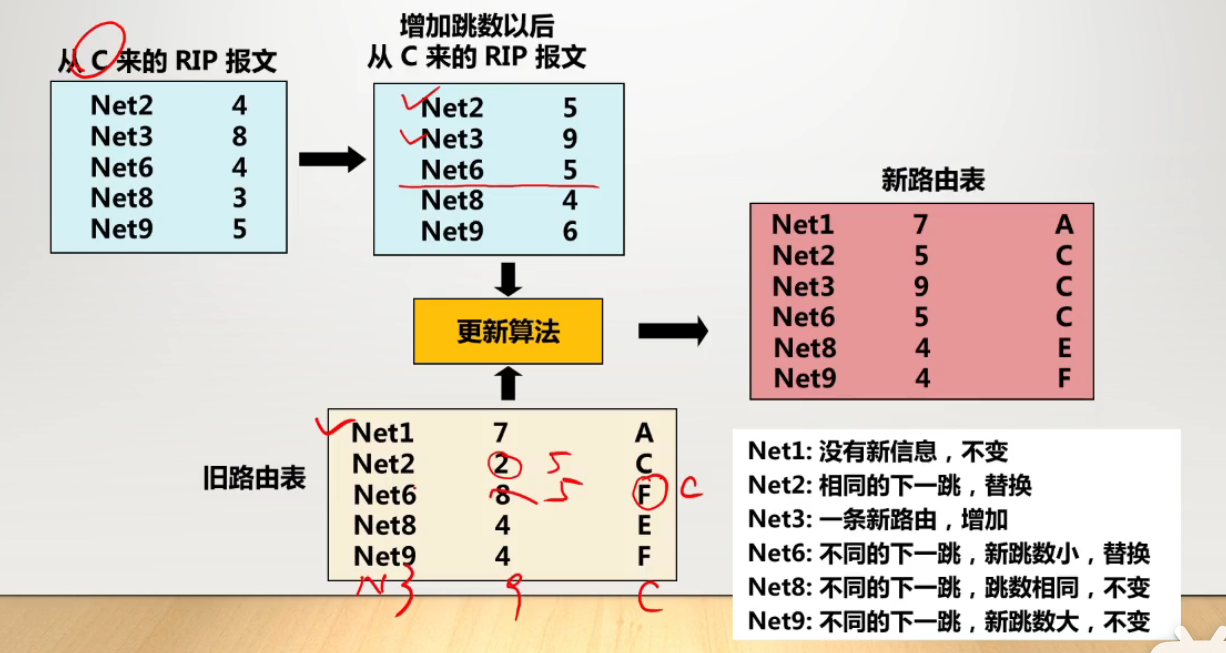 从 C 来的 RIP 报文
Net2 4
Net3 8
Net6 4
Net8 3
Net9 5
增加跳数以后
从 C 来的 RIP 报文
Net2 5
Net3 9
Net6 5
Net8 4
Net9 6
更新算法
旧路由表
Net1 7 A
Net2 2 5 C
Net6 8 5 F C
Net8 4 E
Net9 4 F
N3 9 C
新路由表
Net1 7 A
Net2 5 C
Net3 9 C
Net6 5 C
Net8 4 E
Net9 4 F
Net1: 没有新信息，不变
Net2: 相同的下一跳，替换
Net3: 一条新路由，增加
Net6: 不同的下一跳，新跳数小，替换
Net8: 不同的下一跳，跳数相同，不变
Net9: 不同的下一跳，新跳数大，不变